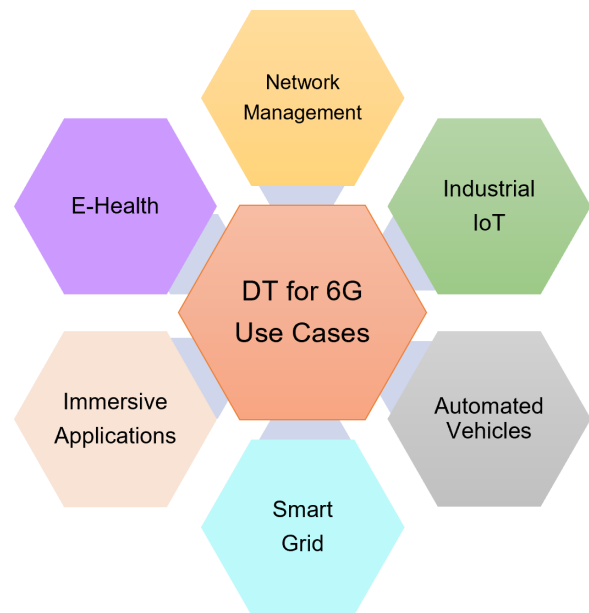 Network
Management
Industrial
IoT
Automated
Vehicles
Smart
Grid
Immersive
Applications
E-Health
DT for 6G
Use Cases